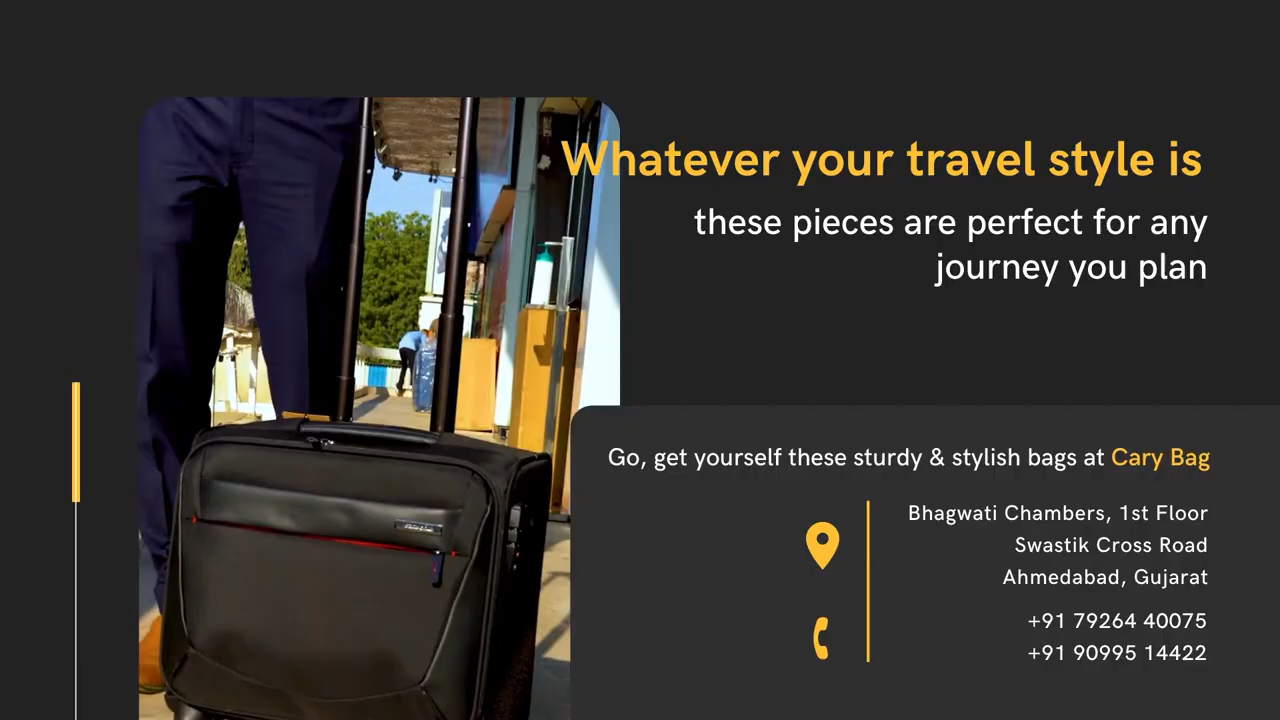 Whatever your travel style is
these pieces are perfect for any
journey you plan
Go, get yourself these sturdy & stylish bags at Cary Bag
Bhagwati Chambers, 1st Floor
Swastik Cross Road
Ahmedabad, Gujarat
+91 79264 40075
+91 90995 14422